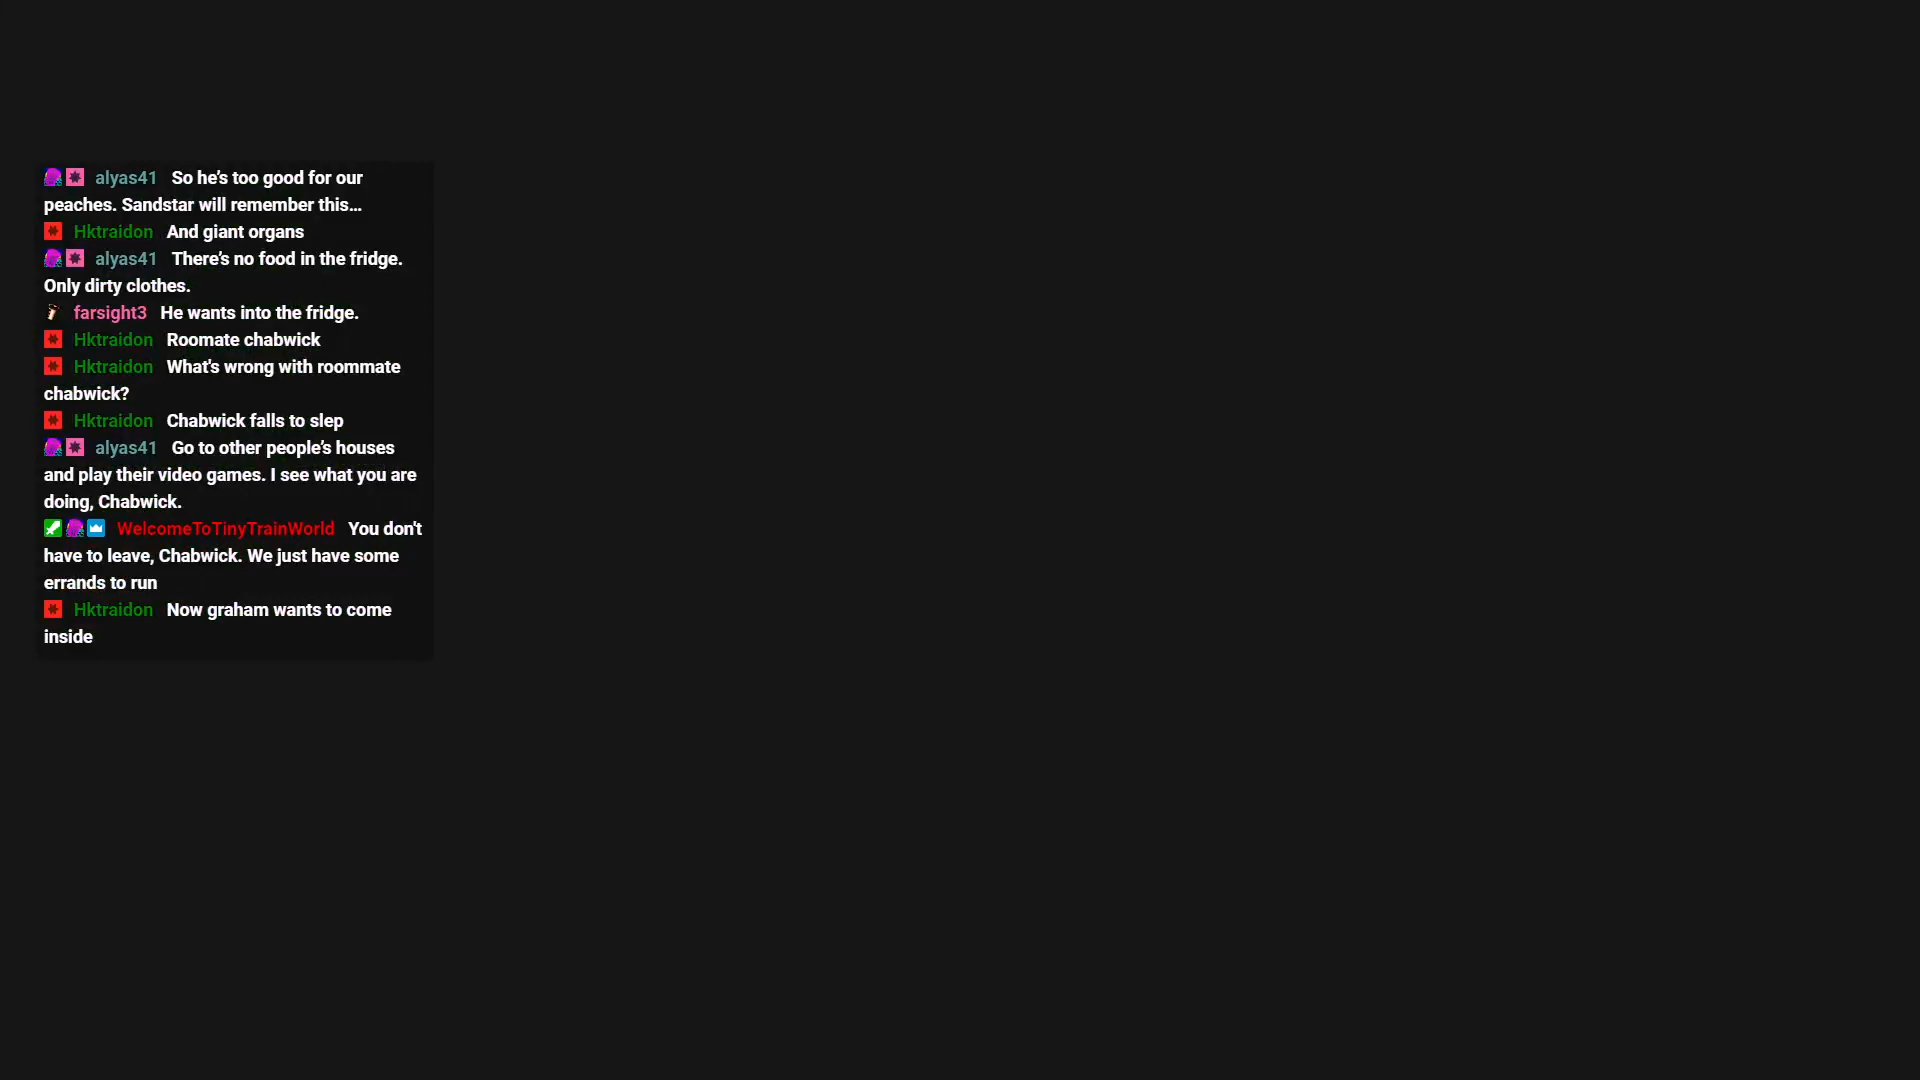 alyas41 So he's too good for our
peaches. Sandstar will remember this...
Hktraidon And giant organs
alyas41 There's no food in the fridge.
Only dirty clothes.
farsight3 He wants into the fridge.
Hktraidon Roomate chabwick
Hktraidon What's wrong with roommate
chabwick?
Hktraidon Chabwick falls to slep
alyas41 Go to other people's houses
and play their video games. I see what you are
doing, Chabwick.
WelcomeToTinyTrainWorld You don't
have to leave, Chabwick. We just have some
errands to run
Hktraidon Now graham wants to come
inside